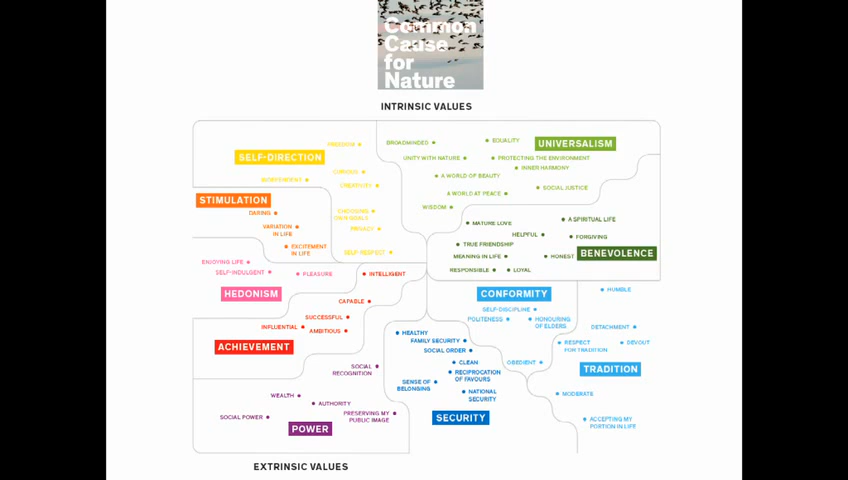 Common
Cause
for
Nature
INTRINSIC VALUES
SELF-DIRECTION
FREEDOM
CURIOUS
INDEPENDENT
CREATIVITY
CHOOSING
OWN GOALS
PRIVACY
SELF-RESPECT
BROADMINDED
EQUALITY
UNIVERSALISM
UNITY WITH NATURE
PROTECTING THE ENVIRONMENT
INNER HARMONY
A WORLD OF BEAUTY
SOCIAL JUSTICE
A WORLD AT PEACE
WISDOM
STIMULATION
DARING
VARIATION
IN LIFE
EXCITEMENT
IN LIFE
MATURE LOVE
A SPIRITUAL LIFE
HELPFUL
FORGIVING
TRUE FRIENDSHIP
MEANING IN LIFE
HONEST
BENEVOLENCE
RESPONSIBLE
LOYAL
ENJOYING LIFE
SELF-INDULGENT
PLEASURE
HEDONISM
INTELLIGENT
CAPABLE
SUCCESSFUL
INFLUENTIAL
AMBITIOUS
ACHIEVEMENT
CONFORMITY
SELF-DISCIPLINE
POLITENESS
HONOURING
OF ELDERS
OBEDIENT
HUMBLE
DETACHMENT
RESPECT
FOR TRADITION
DEVOUT
TRADITION
MODERATE
ACCEPTING MY
PORTION IN LIFE
HEALTHY
FAMILY SECURITY
SOCIAL ORDER
CLEAN
RECIPROCATION
OF FAVOURS
SENSE OF
BELONGING
NATIONAL
SECURITY
SECURITY
SOCIAL
RECOGNITION
WEALTH
AUTHORITY
SOCIAL POWER
PRESERVING MY
PUBLIC IMAGE
POWER
EXTRINSIC VALUES